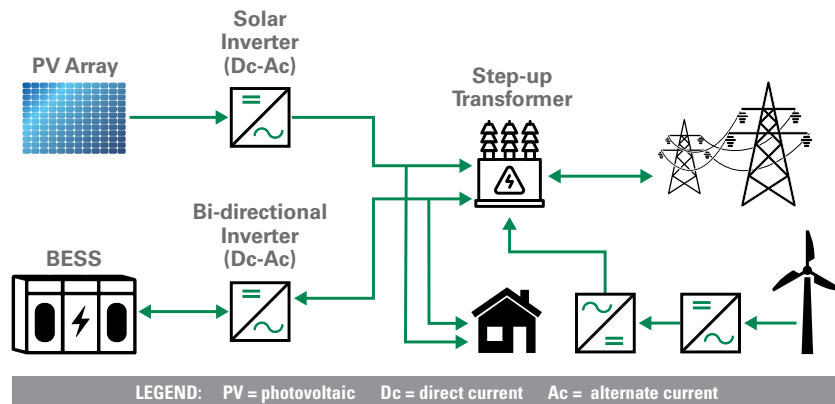 Solar
Inverter
(Dc-Ac)
PV Array
Step-up
Transformer
Bi-directional
Inverter
(Dc-Ac)
BESS
LEGEND: PV = photovoltaic Dc = direct current Ac = alternate current